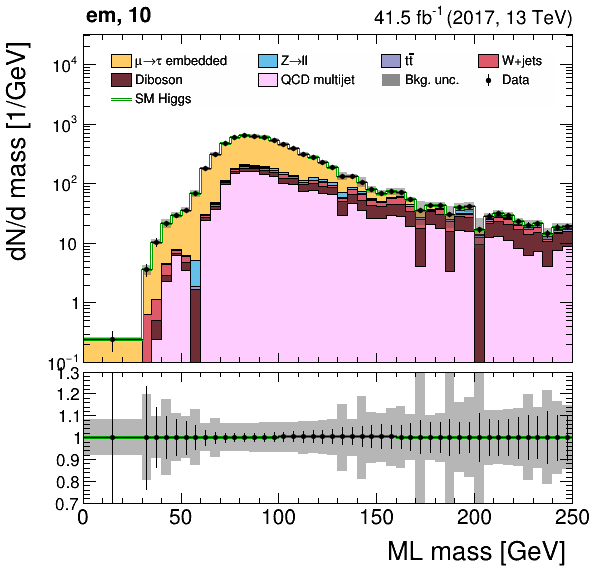 em, 10
41.5 fb⁻¹ (2017, 13 TeV)
μ→τ embedded Z→ll tt̄ W+jets
Diboson QCD multijet Bkg. unc. Data
SM Higgs
dN/d mass [1/GeV]
10⁴
10³
10²
10
1
10⁻¹
1.3
1.2
1.1
1
0.9
0.8
0.7
0 50 100 150 200 250
ML mass [GeV]